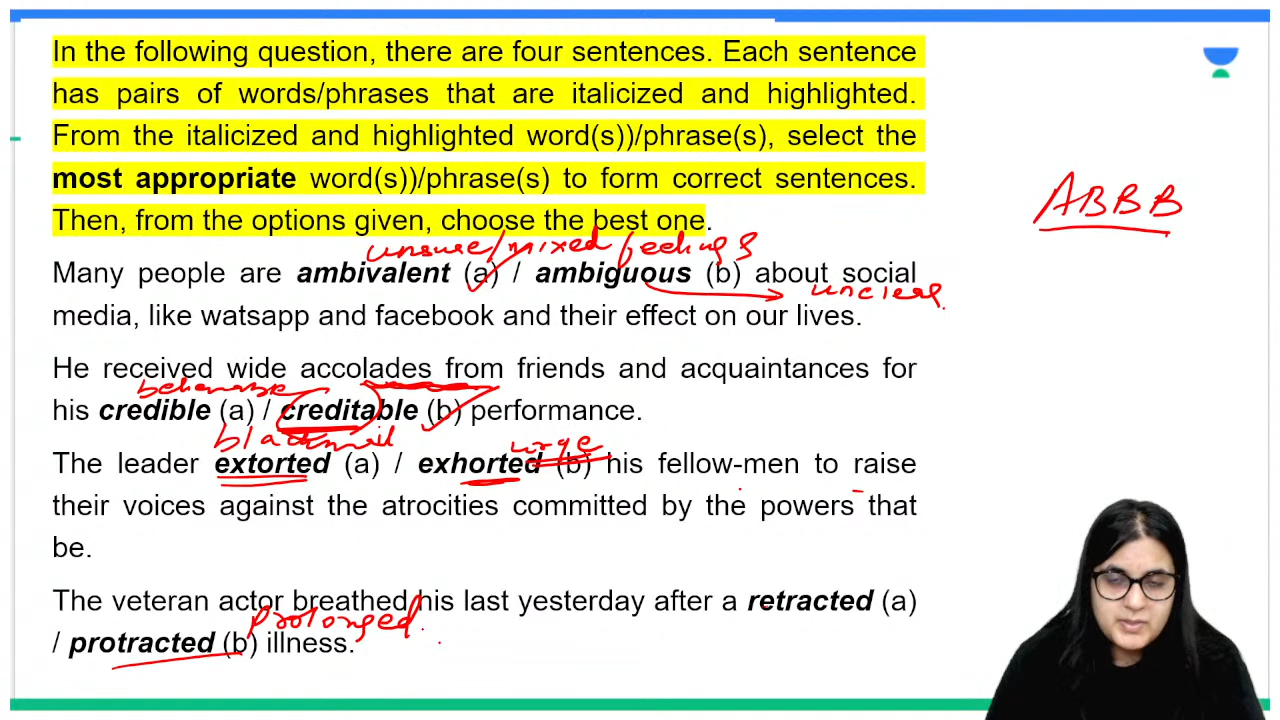 In the following question, there are four sentences. Each sentence
has pairs of words/phrases that are italicized and highlighted.
From the italicized and highlighted word(s))/phrase(s), select the
most appropriate word(s))/phrase(s) to form correct sentences.
Then, from the options given, choose the best one.
ABBB
unsure/mixed feelings
Many people are ambivalent (a) / ambiguous (b) about social
unclear
media, like watsapp and facebook and their effect on our lives.
He received wide accolades from friends and acquaintances for
believable
his credible (a) / creditable (b) performance.
blackmail urge
The leader extorted (a) / exhorted (b) his fellow-men to raise
their voices against the atrocities committed by the powers that
be.
The veteran actor breathed his last yesterday after a retracted (a)
prolonged
/ protracted (b) illness.